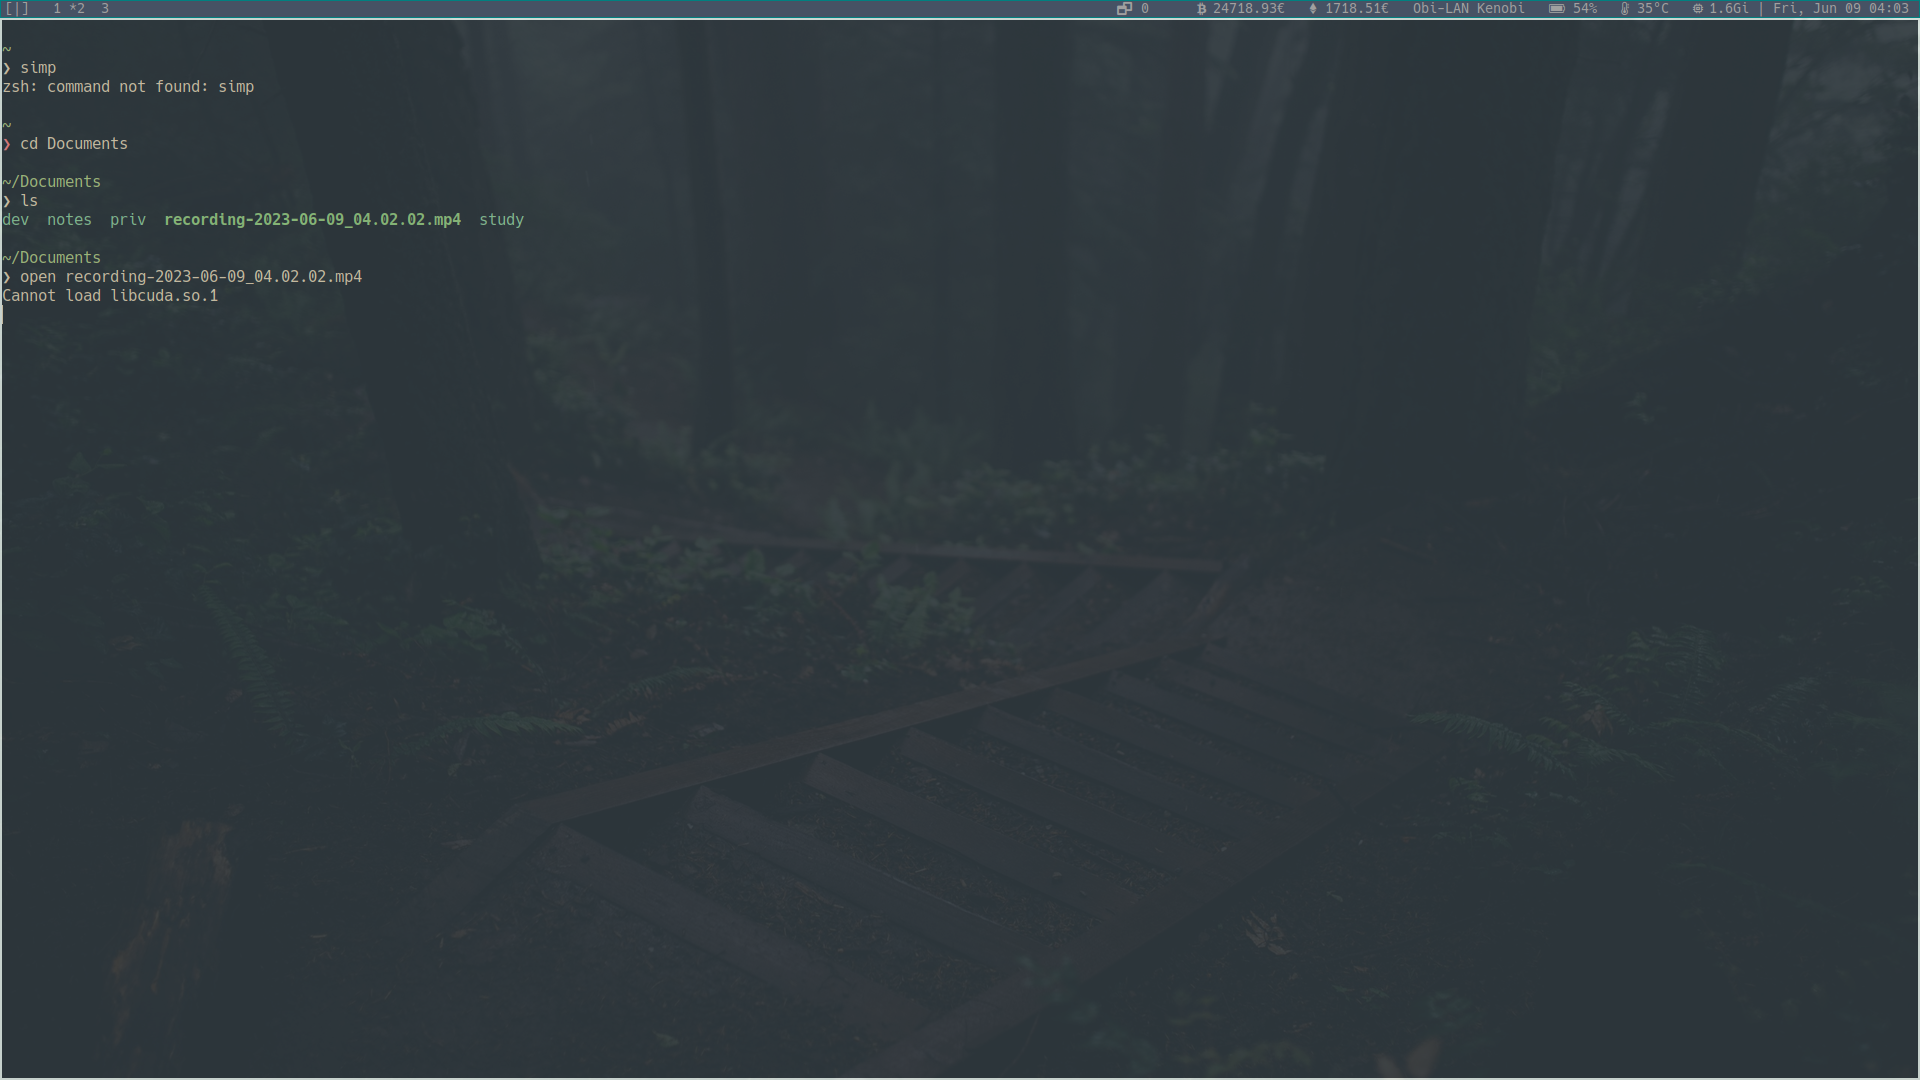 [|] 1 *2 3 0 24718.93€ 1718.51€ Obi-LAN Kenobi 54% 35°C 1.6Gi | Fri, Jun 09 04:03
~
❯ simp
zsh: command not found: simp
~
❯ cd Documents
~/Documents
❯ ls
dev notes priv recording-2023-06-09_04.02.02.mp4 study
~/Documents
❯ open recording-2023-06-09_04.02.02.mp4
Cannot load libcuda.so.1